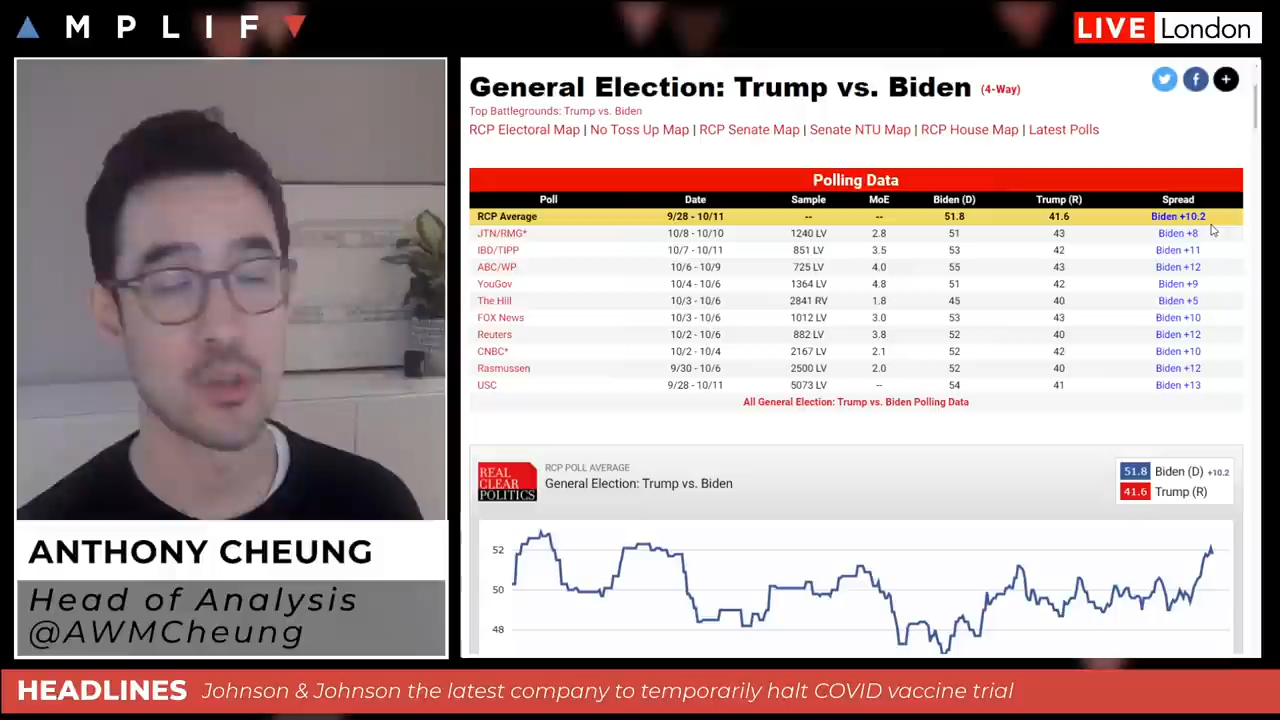 AMPLIFY
LIVE London
General Election: Trump vs. Biden (4-Way)
Top Battlegrounds: Trump vs. Biden
RCP Electoral Map | No Toss Up Map | RCP Senate Map | Senate NTU Map | RCP House Map | Latest Polls
Polling Data
Poll Date Sample MoE Biden (D) Trump (R) Spread
RCP Average 9/28 - 10/11 -- -- 51.8 41.6 Biden +10.2
JTN/RMG* 10/8 - 10/10 1240 LV 2.8 51 43 Biden +8
IBD/TIPP 10/7 - 10/11 851 LV 3.5 53 42 Biden +11
ABC/WP 10/6 - 10/9 725 LV 4.0 55 43 Biden +12
YouGov 10/4 - 10/6 1364 LV 4.8 51 42 Biden +9
The Hill 10/3 - 10/6 2841 RV 1.8 45 40 Biden +5
FOX News 10/3 - 10/6 1012 LV 3.0 53 43 Biden +10
Reuters 10/2 - 10/6 882 LV 3.8 52 40 Biden +12
CNBC* 10/2 - 10/4 2167 LV 2.1 52 42 Biden +10
Rasmussen 9/30 - 10/6 2500 LV 2.0 52 40 Biden +12
USC 9/28 - 10/11 5073 LV -- 54 41 Biden +13
All General Election: Trump vs. Biden Polling Data
REAL CLEAR POLITICS
RCP POLL AVERAGE
General Election: Trump vs. Biden
51.8 Biden (D) +10.2
41.6 Trump (R)
52
50
48
ANTHONY CHEUNG
Head of Analysis
@AWMCheung
HEADLINES Johnson & Johnson the latest company to temporarily halt COVID vaccine trial